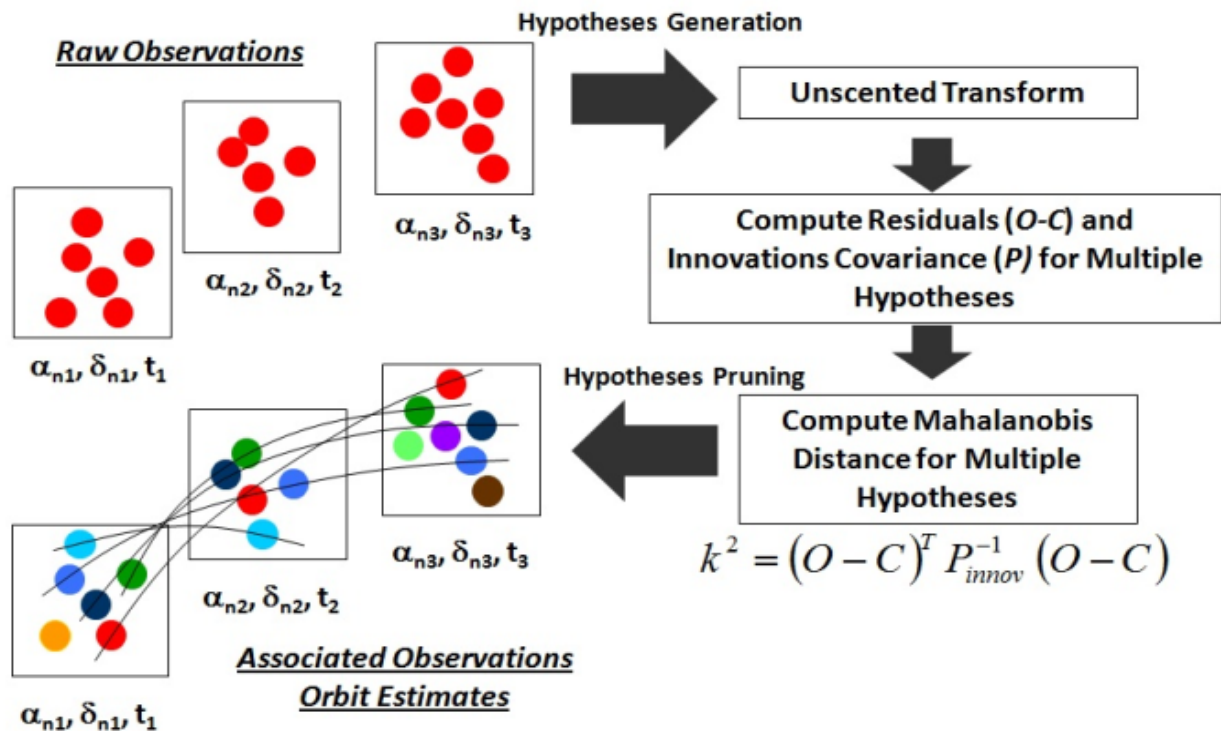 Raw Observations
Hypotheses Generation
αn1, δn1, t1
αn2, δn2, t2
αn3, δn3, t3
Unscented Transform
Compute Residuals (O-C) and
Innovations Covariance (P) for Multiple
Hypotheses
Compute Mahalanobis
Distance for Multiple
Hypotheses
k² = (O − C)ᵀ P⁻¹innov (O − C)
Hypotheses Pruning
αn1, δn1, t1
αn2, δn2, t2
αn3, δn3, t3
Associated Observations
Orbit Estimates